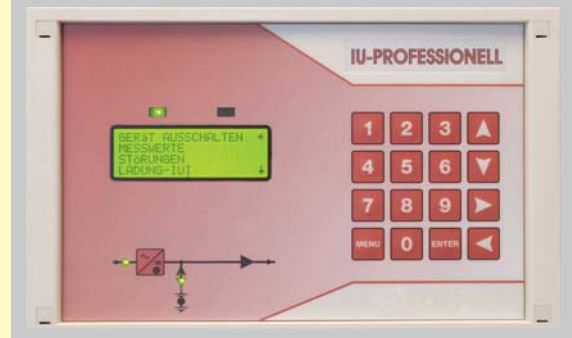 IU-PROFESSIONELL
GERäT AUSSCHALTEN ←
MESSWERTE
STöRUNGEN
LADUNG-IUI ↓
1 2 3
4 5 6
7 8 9
MENU 0 ENTER